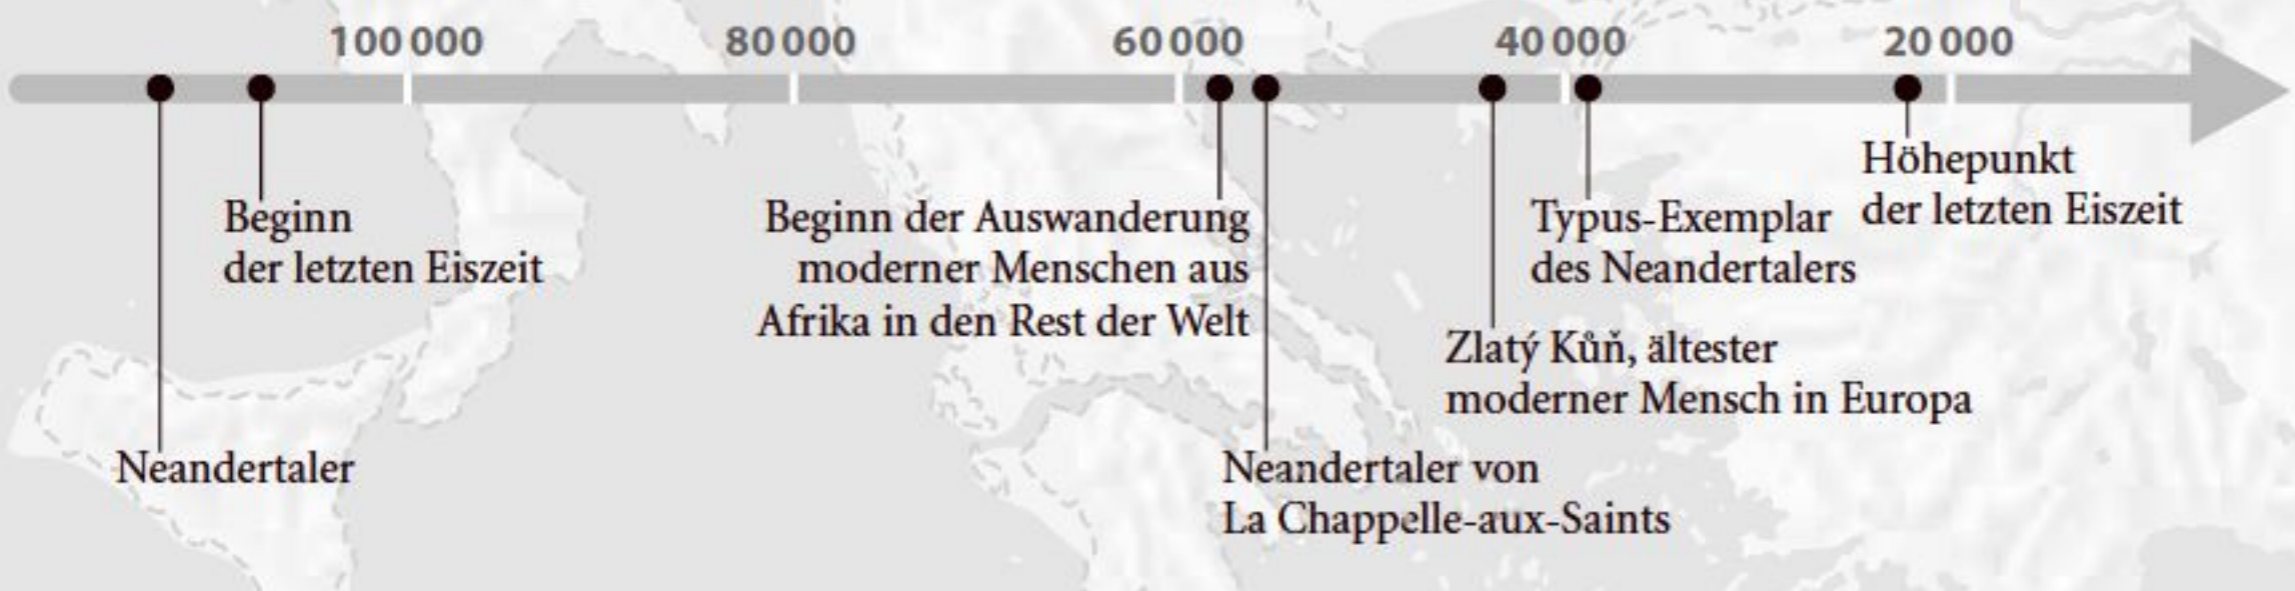 100 000 80 000 60 000 40 000 20 000
Beginn
der letzten Eiszeit
Neandertaler
Beginn der Auswanderung
moderner Menschen aus
Afrika in den Rest der Welt
Neandertaler von
La Chappelle-aux-Saints
Zlatý Kůň, ältester
moderner Mensch in Europa
Typus-Exemplar
des Neandertalers
Höhepunkt
der letzten Eiszeit